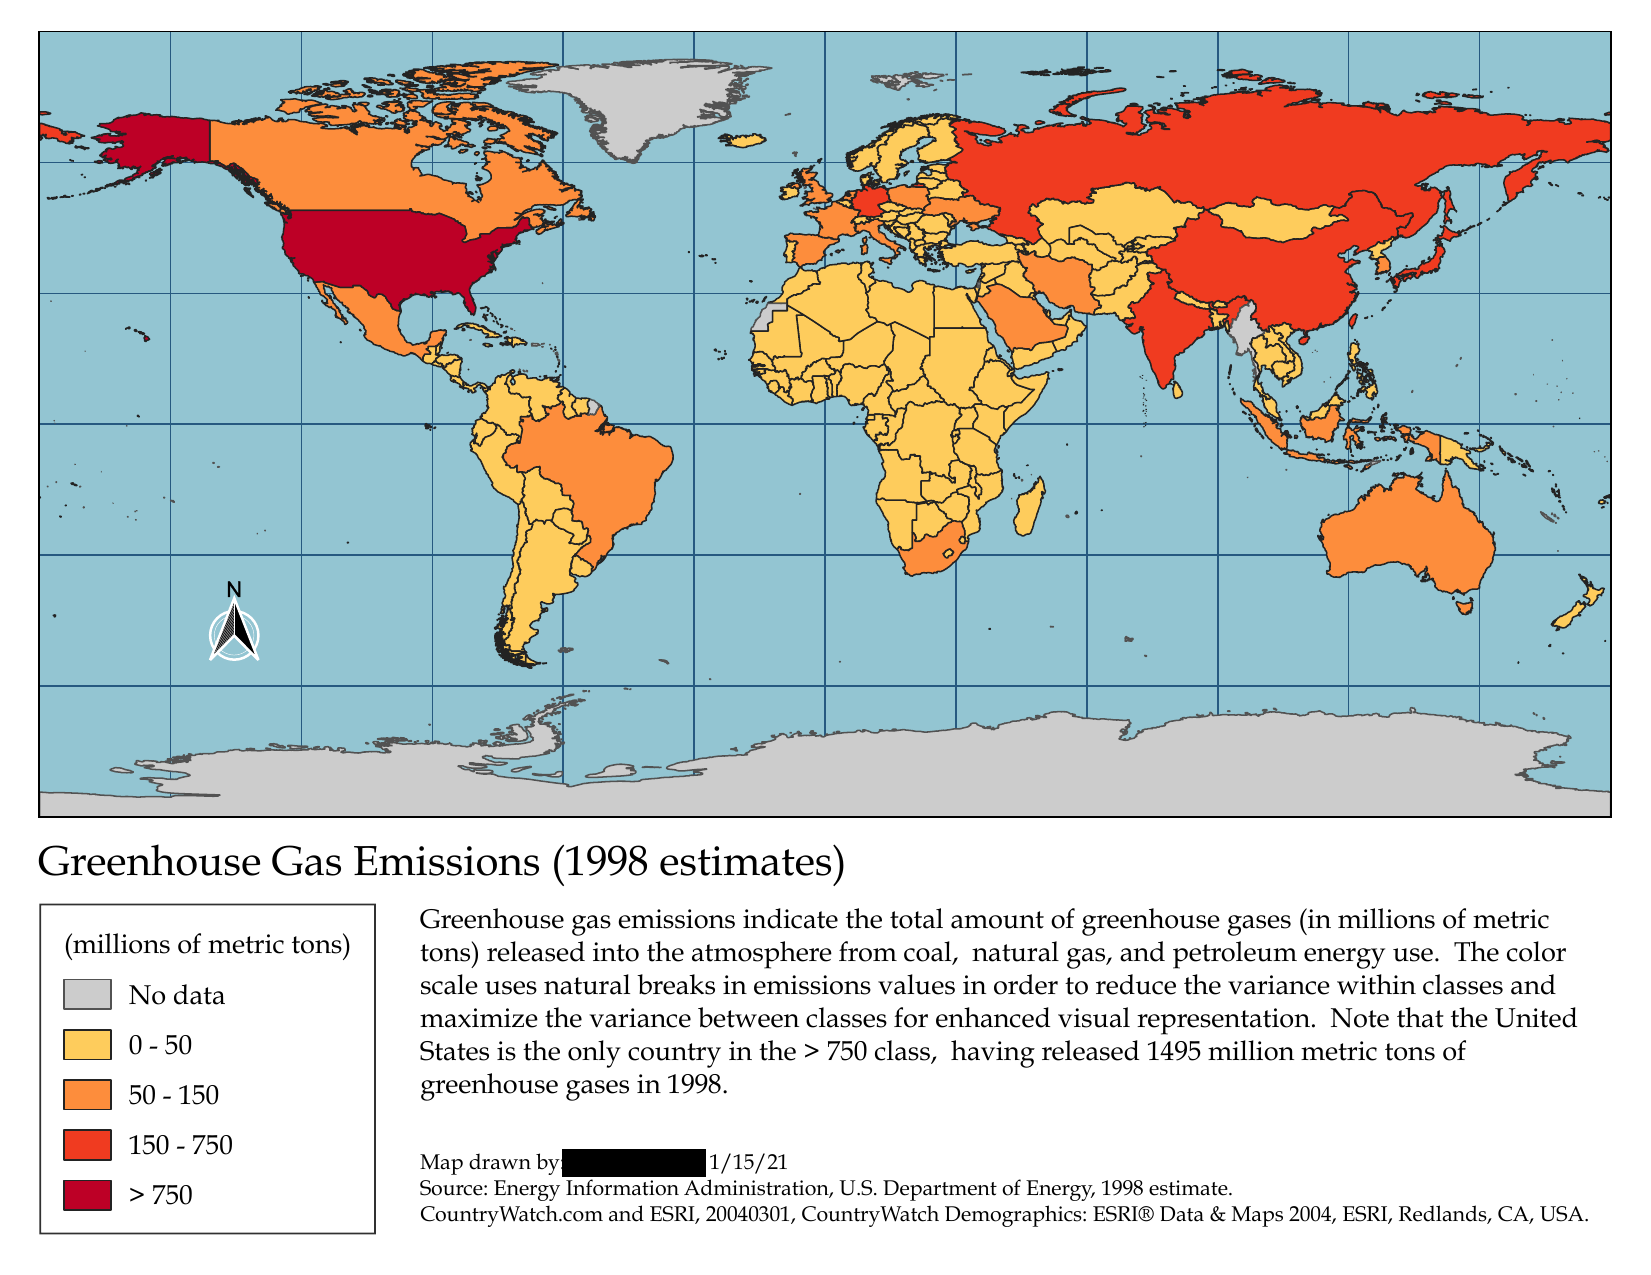 N
Greenhouse Gas Emissions (1998 estimates)
(millions of metric tons)
No data
0 - 50
50 - 150
150 - 750
> 750
Greenhouse gas emissions indicate the total amount of greenhouse gases (in millions of metric
tons) released into the atmosphere from coal,  natural gas, and petroleum energy use.  The color
scale uses natural breaks in emissions values in order to reduce the variance within classes and
maximize the variance between classes for enhanced visual representation.  Note that the United
States is the only country in the > 750 class,  having released 1495 million metric tons of
greenhouse gases in 1998.
Map drawn by: 1/15/21
Source: Energy Information Administration, U.S. Department of Energy, 1998 estimate.
CountryWatch.com and ESRI, 20040301, CountryWatch Demographics: ESRI® Data & Maps 2004, ESRI, Redlands, CA, USA.